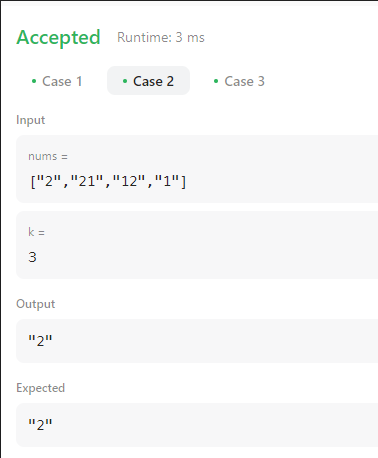 Accepted Runtime: 3 ms
• Case 1 • Case 2 • Case 3
Input
nums =
["2","21","12","1"]
k =
3
Output
"2"
Expected
"2"